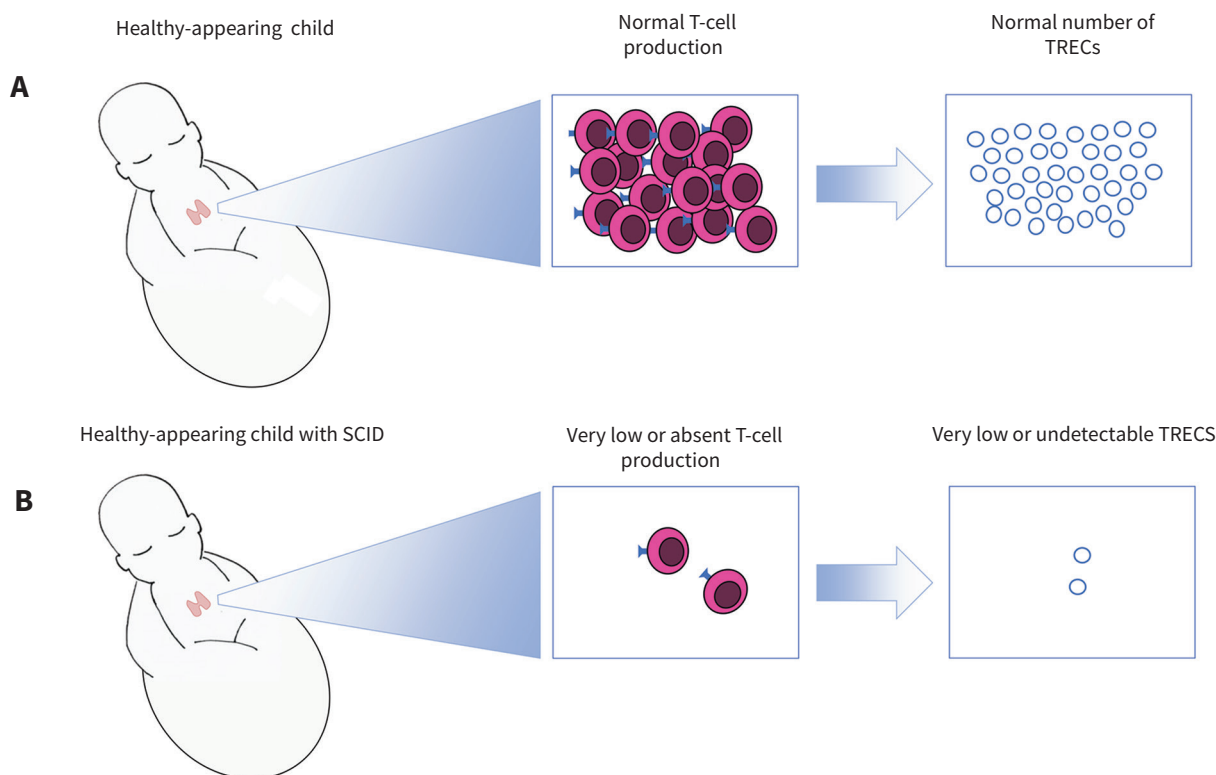 Healthy-appearing child
Normal T-cell
production
Normal number of
TRECs
A
Healthy-appearing child with SCID
Very low or absent T-cell
production
Very low or undetectable TRECS
B